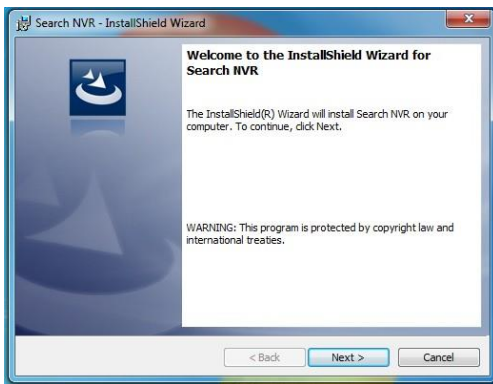 Search NVR - InstallShield Wizard
Welcome to the InstallShield Wizard for
Search NVR
The InstallShield(R) Wizard will install Search NVR on your
computer. To continue, click Next.
WARNING: This program is protected by copyright law and
international treaties.
< Back Next > Cancel